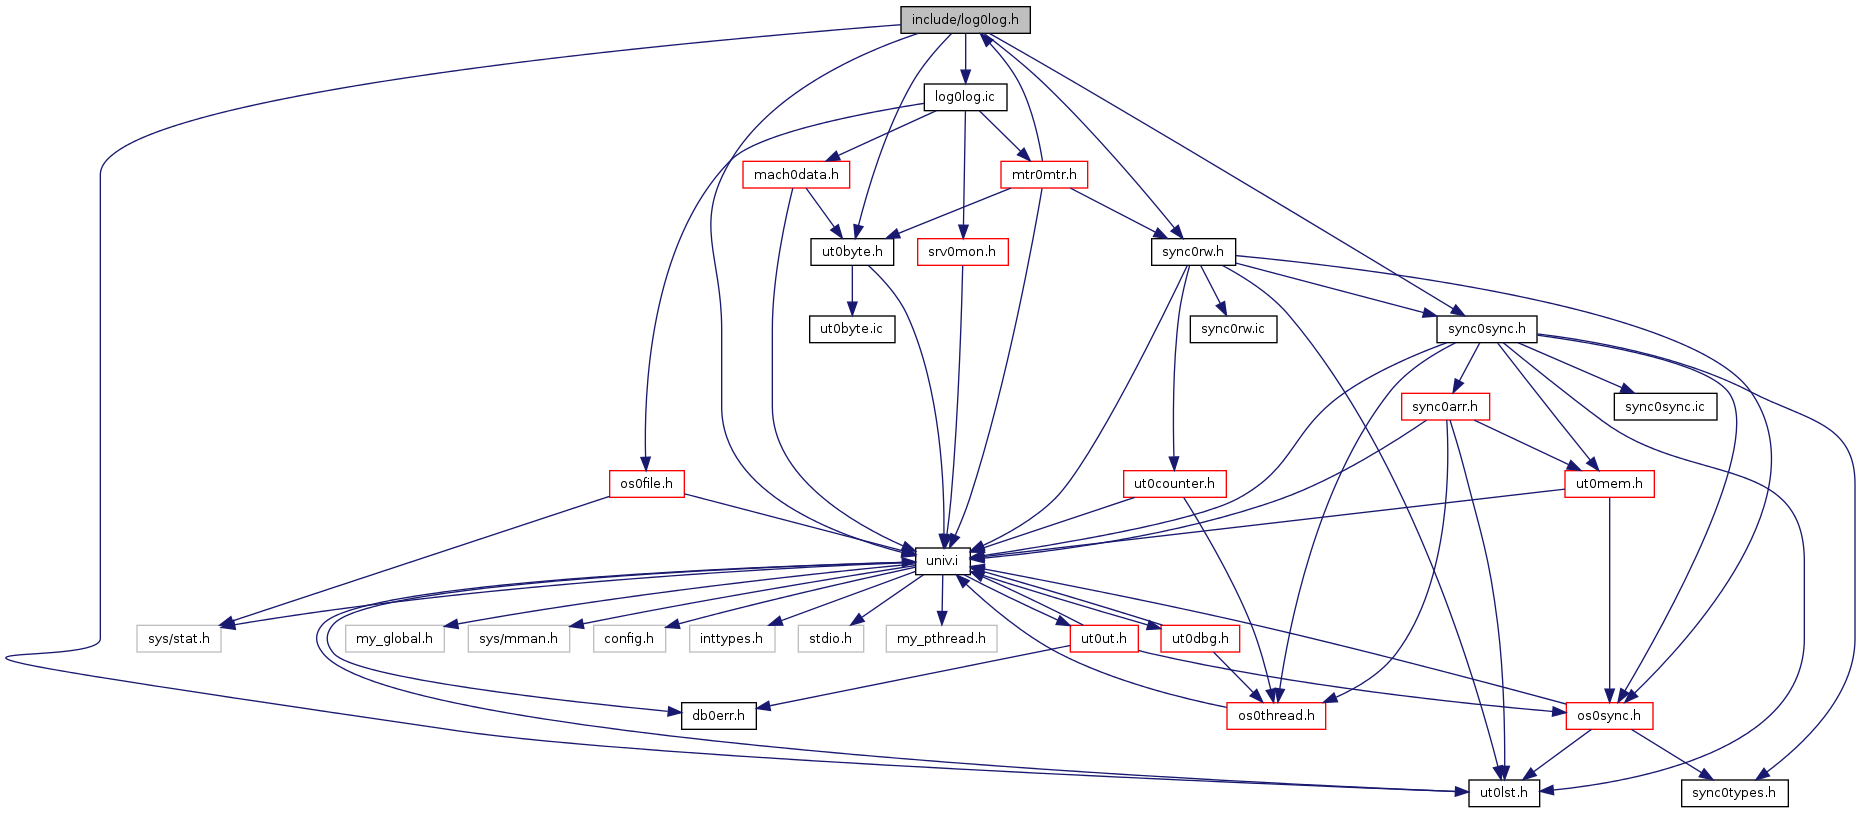 include/log0log.h
log0log.ic
mach0data.h
mtr0mtr.h
ut0byte.h
srv0mon.h
sync0rw.h
ut0byte.ic
sync0rw.ic
sync0sync.h
sync0arr.h
sync0sync.ic
os0file.h
ut0counter.h
ut0mem.h
univ.i
sys/stat.h
my_global.h
sys/mman.h
config.h
inttypes.h
stdio.h
my_pthread.h
ut0ut.h
ut0dbg.h
db0err.h
os0thread.h
os0sync.h
ut0lst.h
sync0types.h